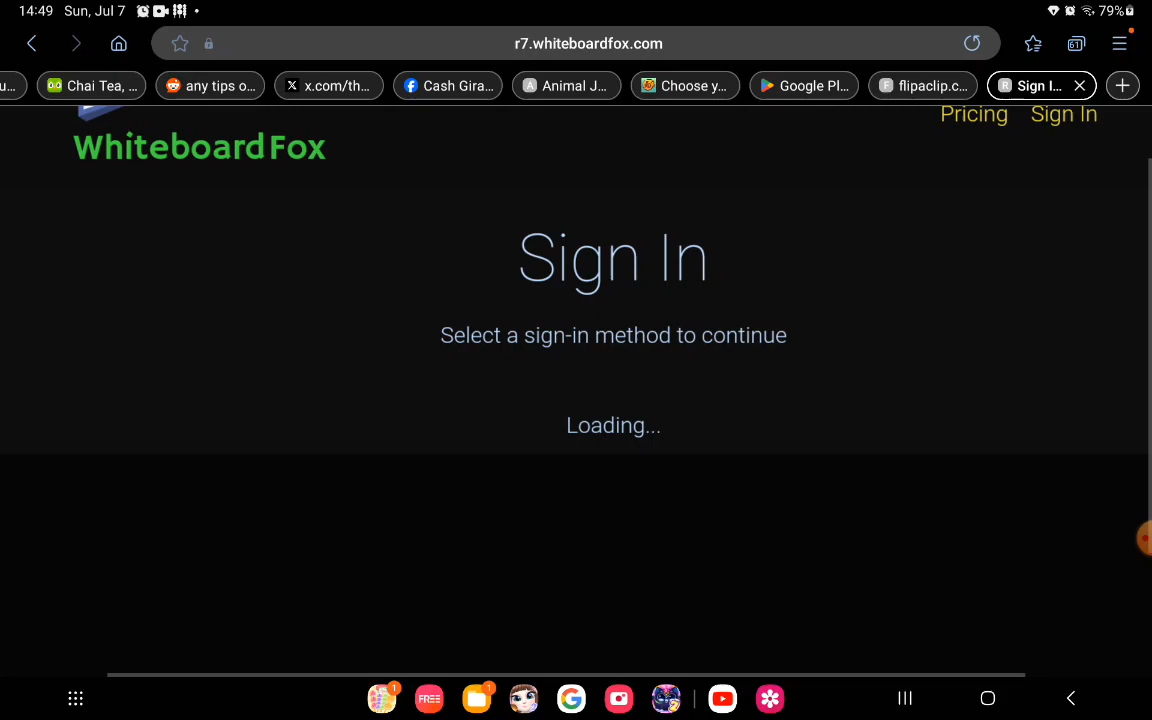 14:49 Sun, Jul 7 79%
r7.whiteboardfox.com 61
u... Chai Tea, ... any tips o... x.com/th... Cash Gira... Animal J... Choose y... Google Pl... flipaclip.c... Sign I...
Pricing Sign In
Whiteboard Fox
Sign In
Select a sign-in method to continue
Loading...
1 FREE 1